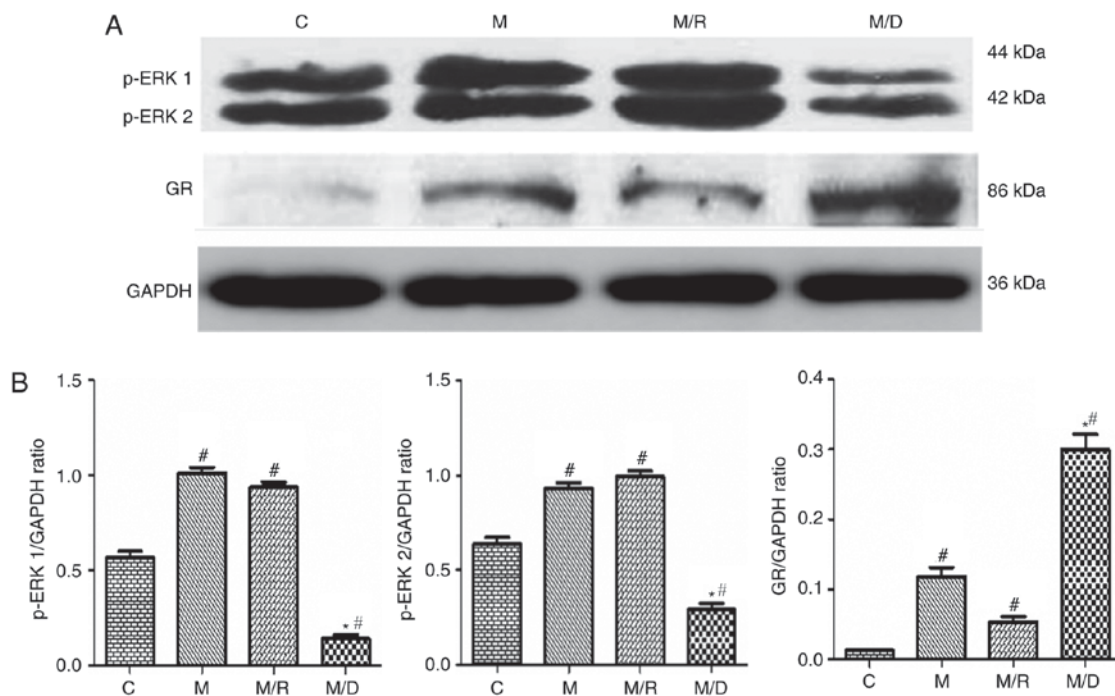 A
C M M/R M/D
p-ERK 1
44 kDa
p-ERK 2
42 kDa
GR
86 kDa
GAPDH
36 kDa
B
p-ERK 1/GAPDH ratio
1.5
1.0
0.5
0.0
# # *#
C M M/R M/D
p-ERK 2/GAPDH ratio
1.5
1.0
0.5
0.0
# # *#
C M M/R M/D
GR/GAPDH ratio
0.4
0.3
0.2
0.1
0.0
# # *#
C M M/R M/D